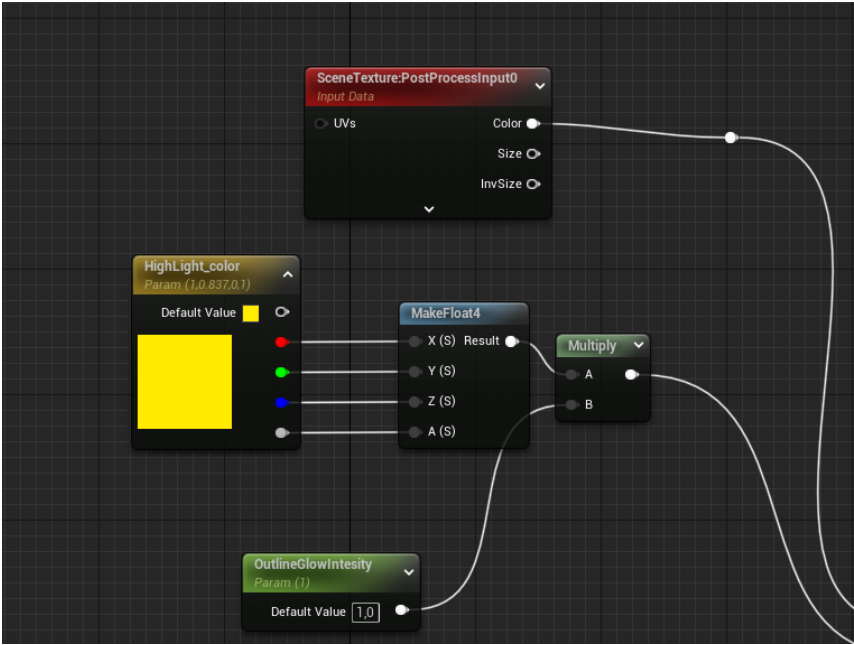 SceneTexture:PostProcessInput0
Input Data
UVs Color
Size
InvSize
HighLight_color
Param (1,0.837,0,1)
Default Value
MakeFloat4
X (S) Result
Y (S)
Z (S)
A (S)
Multiply
A
B
OutlineGlowIntesity
Param (1)
Default Value 1,0